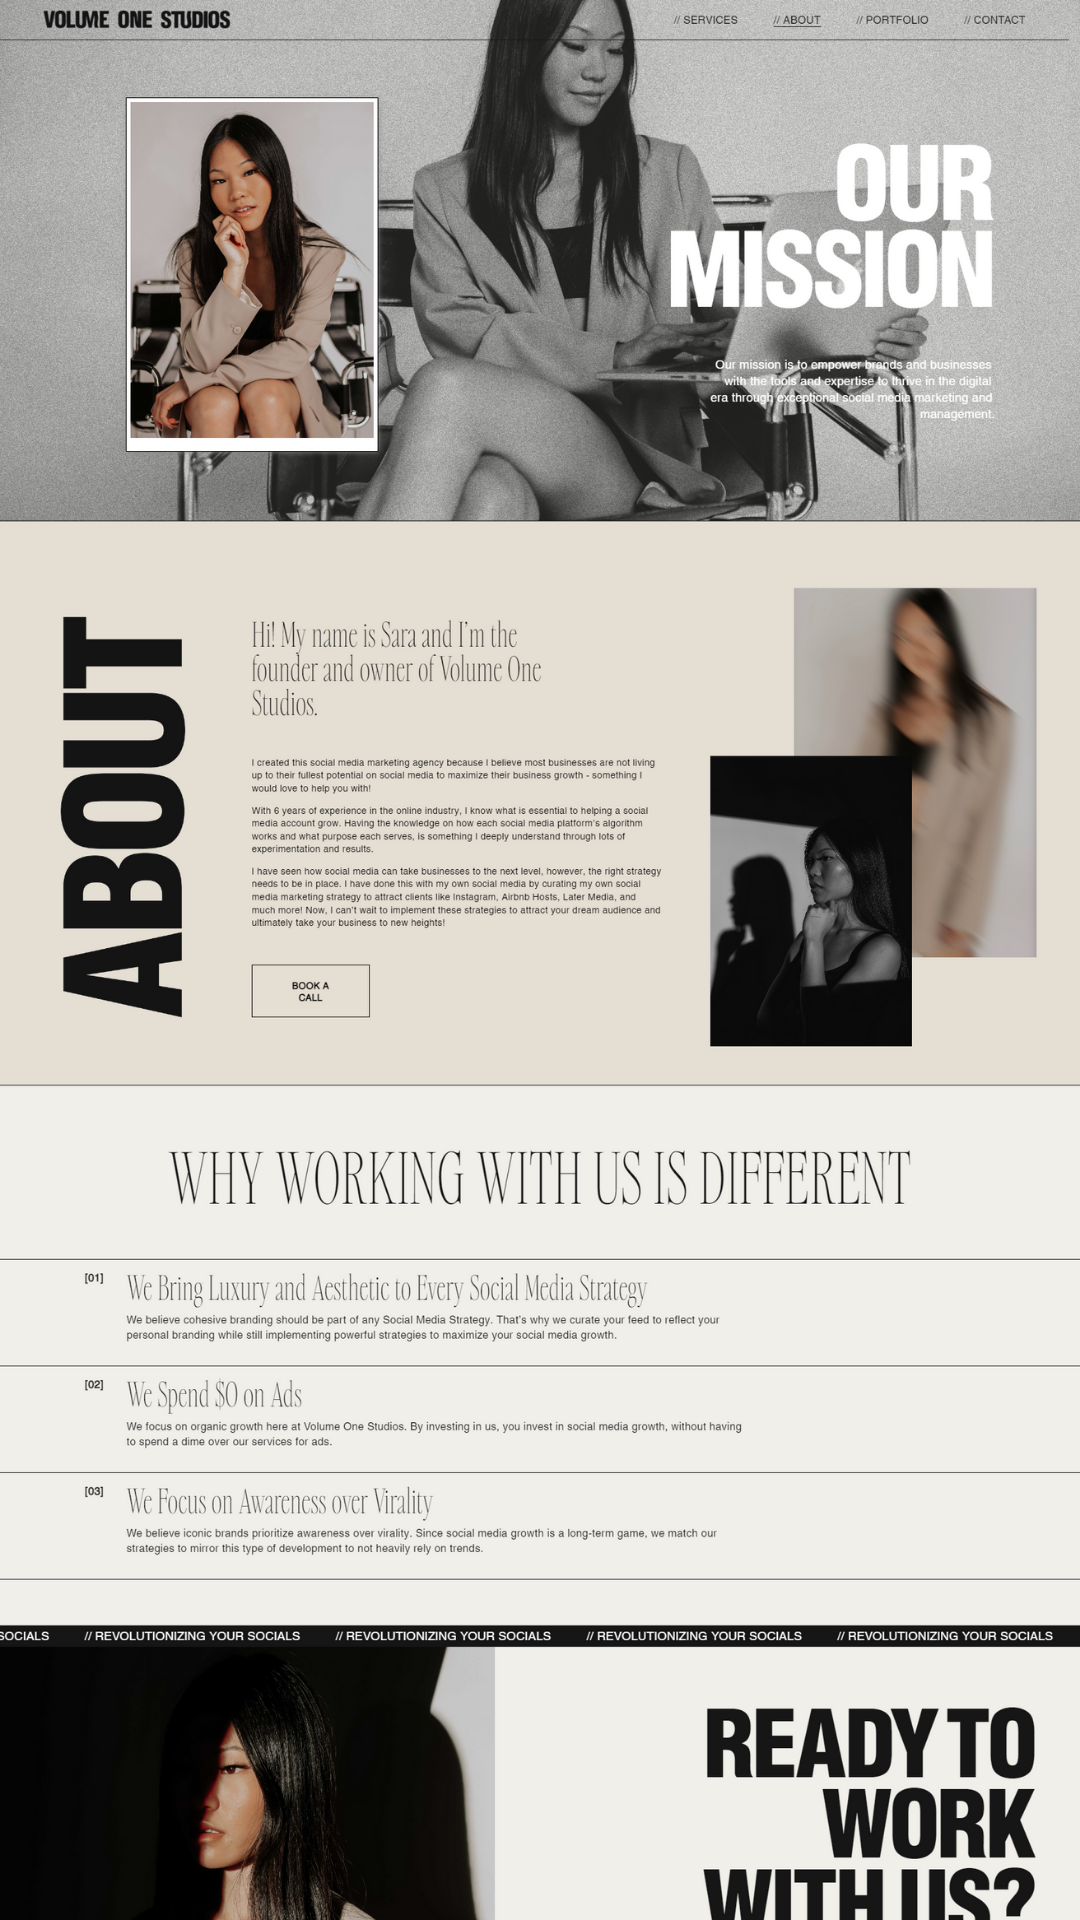 VOLUME ONE STUDIOS
// SERVICES // ABOUT // PORTFOLIO // CONTACT
OUR
MISSION
Our mission is to empower brands and businesses
with the tools and expertise to thrive in the digital
era through exceptional social media marketing and
management.
ABOUT
Hi! My name is Sara and I'm the
founder and owner of Volume One
Studios.
I created this social media marketing agency because I believe most businesses are not living
up to their fullest potential on social media to maximize their business growth - something I
would love to help you with!
With 6 years of experience in the online industry, I know what is essential to helping a social
media account grow. Having the knowledge on how each social media platform's algorithm
works and what purpose each serves, is something I deeply understand through lots of
experimentation and results.
I have seen how social media can take businesses to the next level, however, the right strategy
needs to be in place. I have done this with my own social media by curating my own social
media marketing strategy to attract clients like Instagram, Airbnb Hosts, Later Media, and
much more! Now, I can't wait to implement these strategies to attract your dream audience and
ultimately take your business to new heights!
BOOK A
CALL
WHY WORKING WITH US IS DIFFERENT
[01] We Bring Luxury and Aesthetic to Every Social Media Strategy
We believe cohesive branding should be part of any Social Media Strategy. That's why we curate your feed to reflect your
personal branding while still implementing powerful strategies to maximize your social media growth.
[02] We Spend $0 on Ads
We focus on organic growth here at Volume One Studios. By investing in us, you invest in social media growth, without having
to spend a dime over our services for ads.
[03] We Focus on Awareness over Virality
We believe iconic brands prioritize awareness over virality. Since social media growth is a long-term game, we match our
strategies to mirror this type of development to not heavily rely on trends.
SOCIALS // REVOLUTIONIZING YOUR SOCIALS // REVOLUTIONIZING YOUR SOCIALS // REVOLUTIONIZING YOUR SOCIALS // REVOLUTIONIZING YOUR SOCIALS
READY TO
WORK
WITH US?